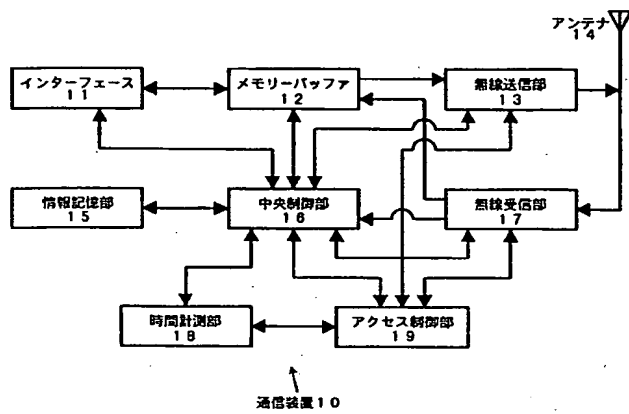 アンテナ
14
インターフェース
11
メモリーバッファ
12
無線送信部
13
情報記憶部
15
中央制御部
16
無線受信部
17
時間計測部
18
アクセス制御部
19
通信装置10